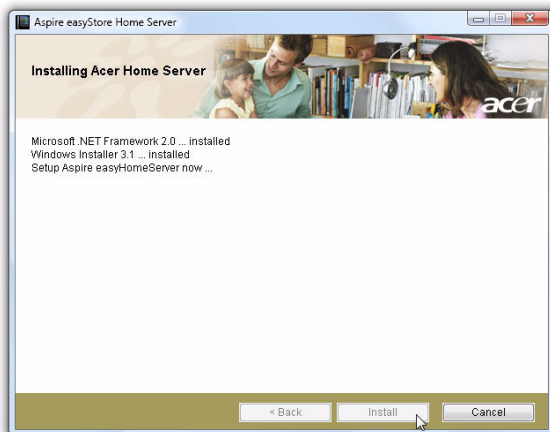 Aspire easyStore Home Server
Installing Acer Home Server
acer
Microsoft .NET Framework 2.0 ... installed
Windows Installer 3.1 ... installed
Setup Aspire easyHomeServer now ...
< Back
Install
Cancel